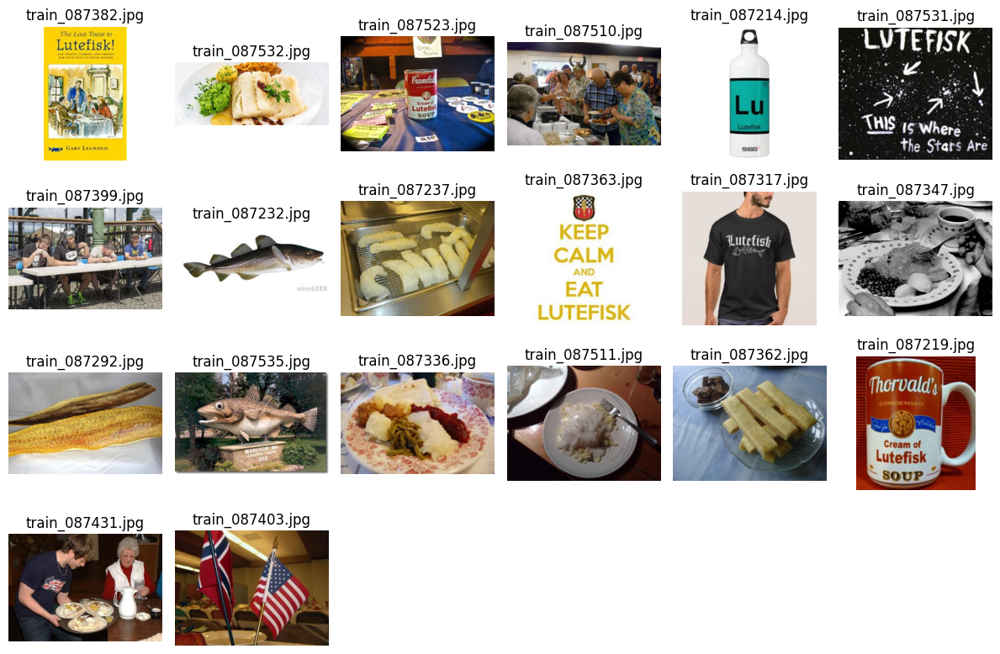 train_087382.jpg
train_087532.jpg
train_087523.jpg
train_087510.jpg
train_087214.jpg
train_087531.jpg
The Last Toast to
Lutefisk!
GARY LEGWOLD
Campbell's
Cream of
Lutefisk
SOUP
Lu
Lutefisk
SIGG
LUTEFISK
THIS is where
the Stars Are
train_087399.jpg
train_087232.jpg
train_087237.jpg
train_087363.jpg
train_087317.jpg
train_087347.jpg
wiseGEEK
KEEP
CALM
AND
EAT
LUTEFISK
Lutefisk
train_087292.jpg
train_087535.jpg
train_087336.jpg
train_087511.jpg
train_087362.jpg
train_087219.jpg
MADISON MN
USA
Thorvald's
CONDENSED
Cream of
Lutefisk
SOUP
train_087431.jpg
train_087403.jpg